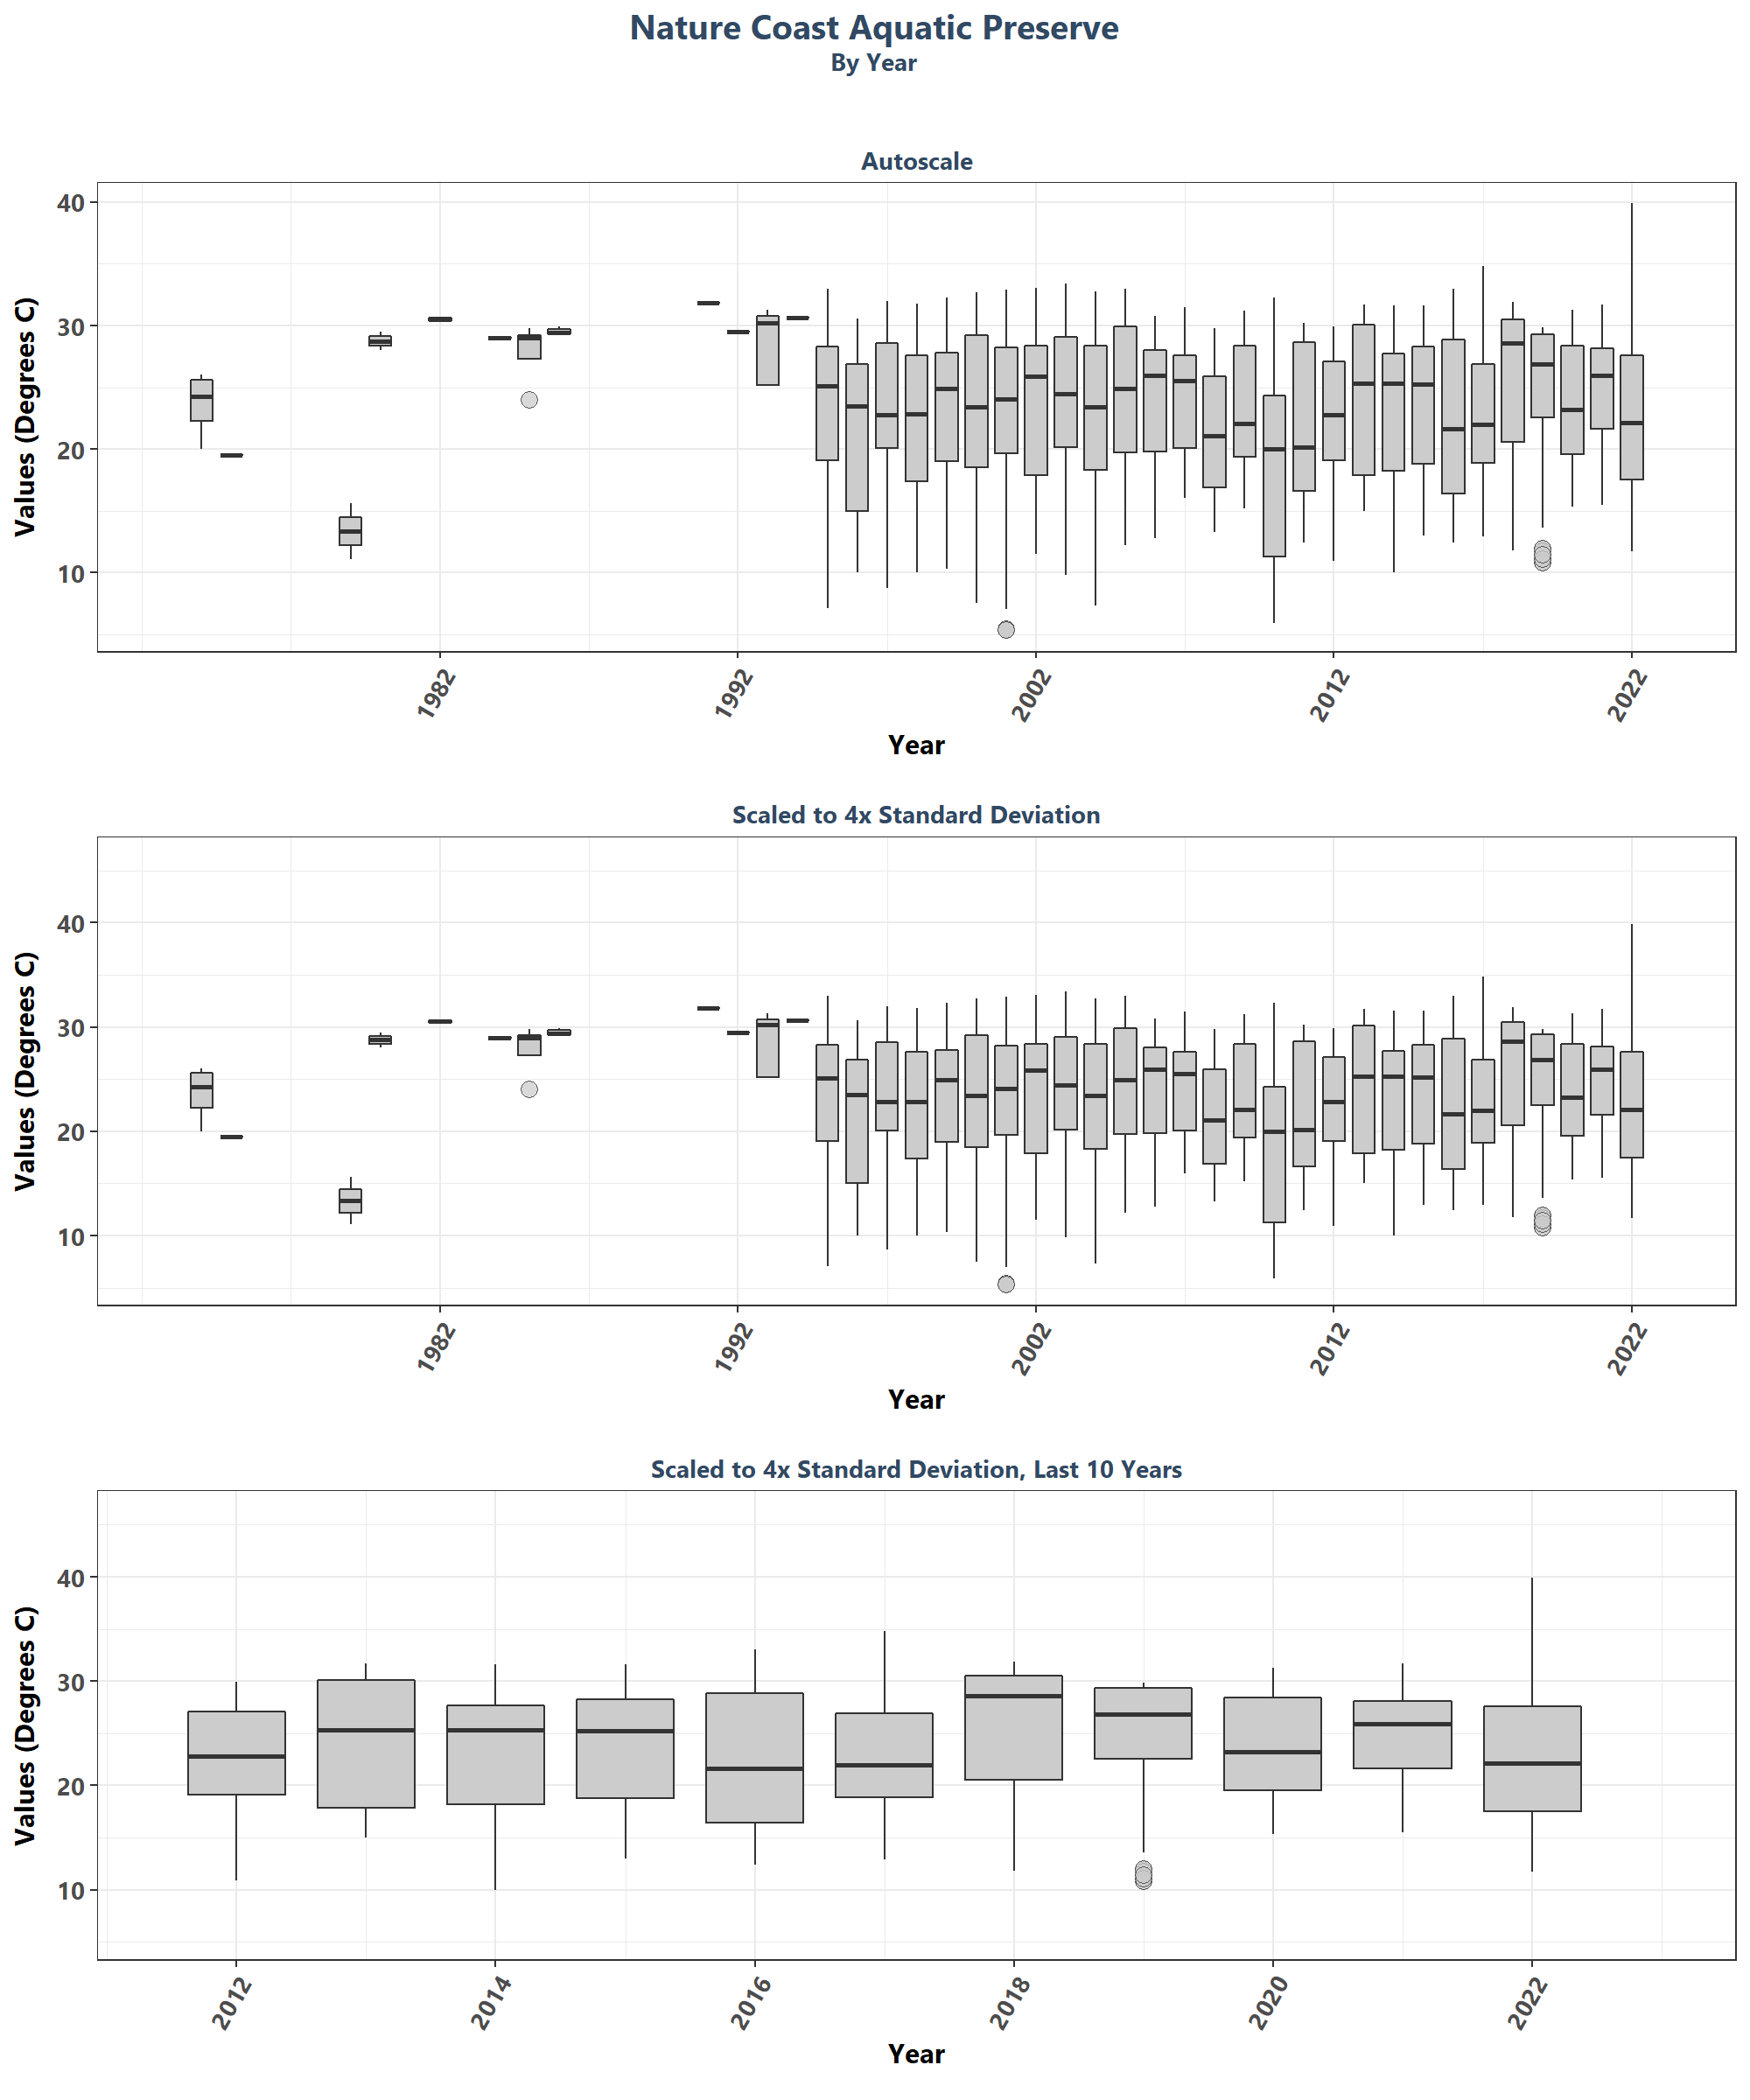 Nature Coast Aquatic Preserve
By Year
Autoscale
Values (Degrees C)
40
30
20
10
1982
1992
2002
2012
2022
Year
Scaled to 4x Standard Deviation
Values (Degrees C)
40
30
20
10
1982
1992
2002
2012
2022
Year
Scaled to 4x Standard Deviation, Last 10 Years
Values (Degrees C)
40
30
20
10
2012
2014
2016
2018
2020
2022
Year